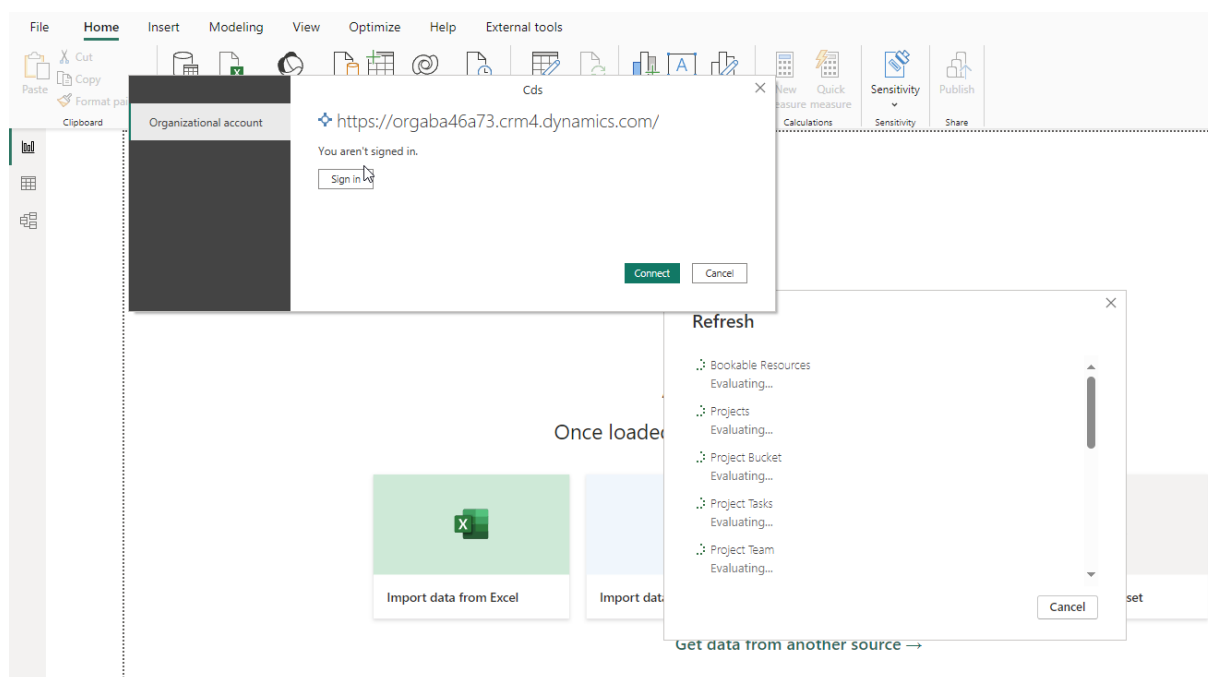 File Home Insert Modeling View Optimize Help External tools
Cut
Copy
Paste
Format pai
Clipboard
New Quick
easure measure
Calculations
Sensitivity
Sensitivity
Publish
Share
Cds
Organizational account
https://orgaba46a73.crm4.dynamics.com/
You aren't signed in.
Sign in
Connect Cancel
Refresh
Bookable Resources
Evaluating...
Projects
Evaluating...
Project Bucket
Evaluating...
Project Tasks
Evaluating...
Project Team
Evaluating...
Cancel
Once loaded
Import data from Excel
Import data
set
Get data from another source →